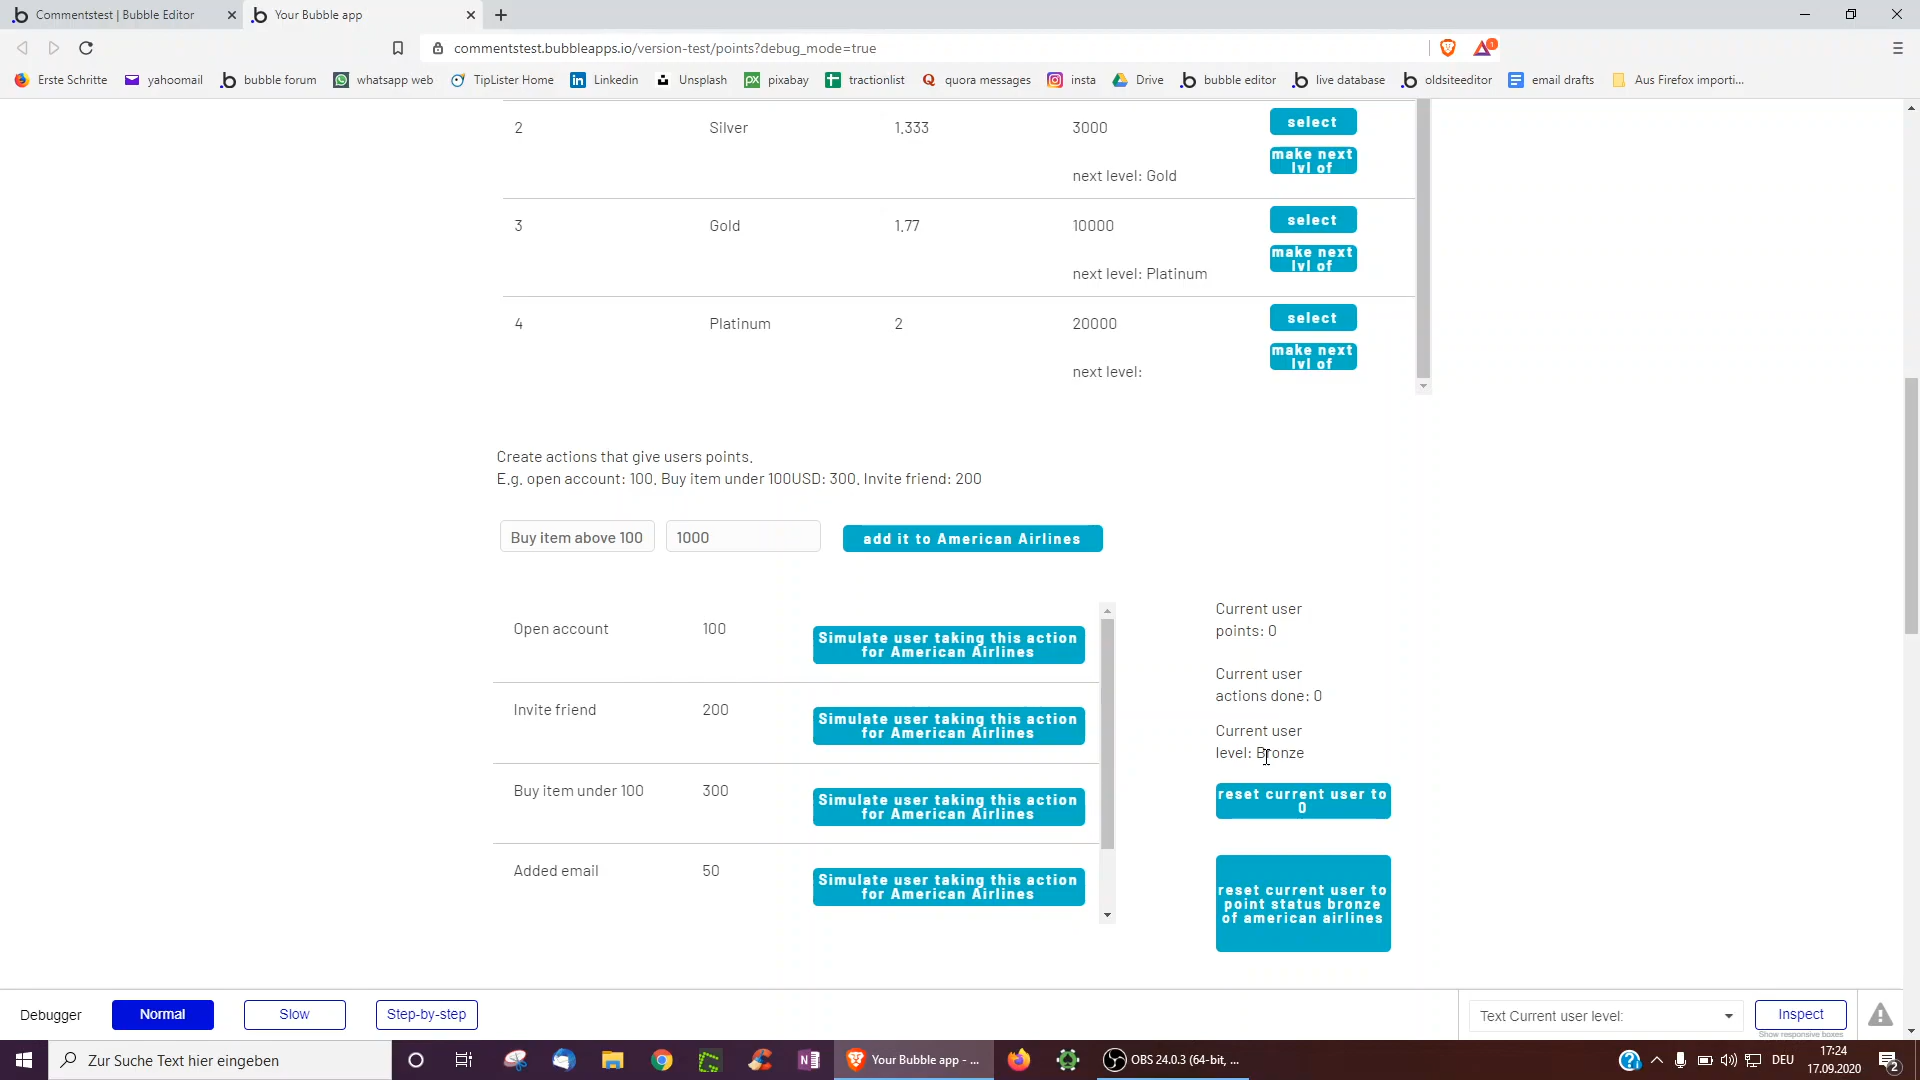 Commentstest | Bubble Editor
Your Bubble app
commentstest.bubbleapps.io/version-test/points?debug_mode=true
1
Erste Schritte
yahoomail
bubble forum
whatsapp web
TipLister Home
Linkedin
Unsplash
pixabay
tractionlist
quora messages
insta
Drive
bubble editor
live database
oldsiteeditor
email drafts
Aus Firefox importi...
2 Silver 1.333 3000 select
make next
lvl of
next level: Gold
3 Gold 1.77 10000 select
make next
lvl of
next level: Platinum
4 Platinum 2 20000 select
make next
lvl of
next level:
Create actions that give users points.
E.g. open account: 100. Buy item under 100USD: 300. Invite friend: 200
Buy item above 100 1000 add it to American Airlines
Open account 100
Simulate user taking this action
for American Airlines
Invite friend 200
Simulate user taking this action
for American Airlines
Buy item under 100 300
Simulate user taking this action
for American Airlines
Added email 50
Simulate user taking this action
for American Airlines
Current user
points: 0
Current user
actions done: 0
Current user
level: Bronze
reset current user to
0
reset current user to
point status bronze
of american airlines
Debugger Normal Slow Step-by-step
Text Current user level: Inspect
Show responsive boxes
Zur Suche Text hier eingeben
Your Bubble app - ...
OBS 24.0.3 (64-bit, ...
DEU
17:24
17.09.2020
2